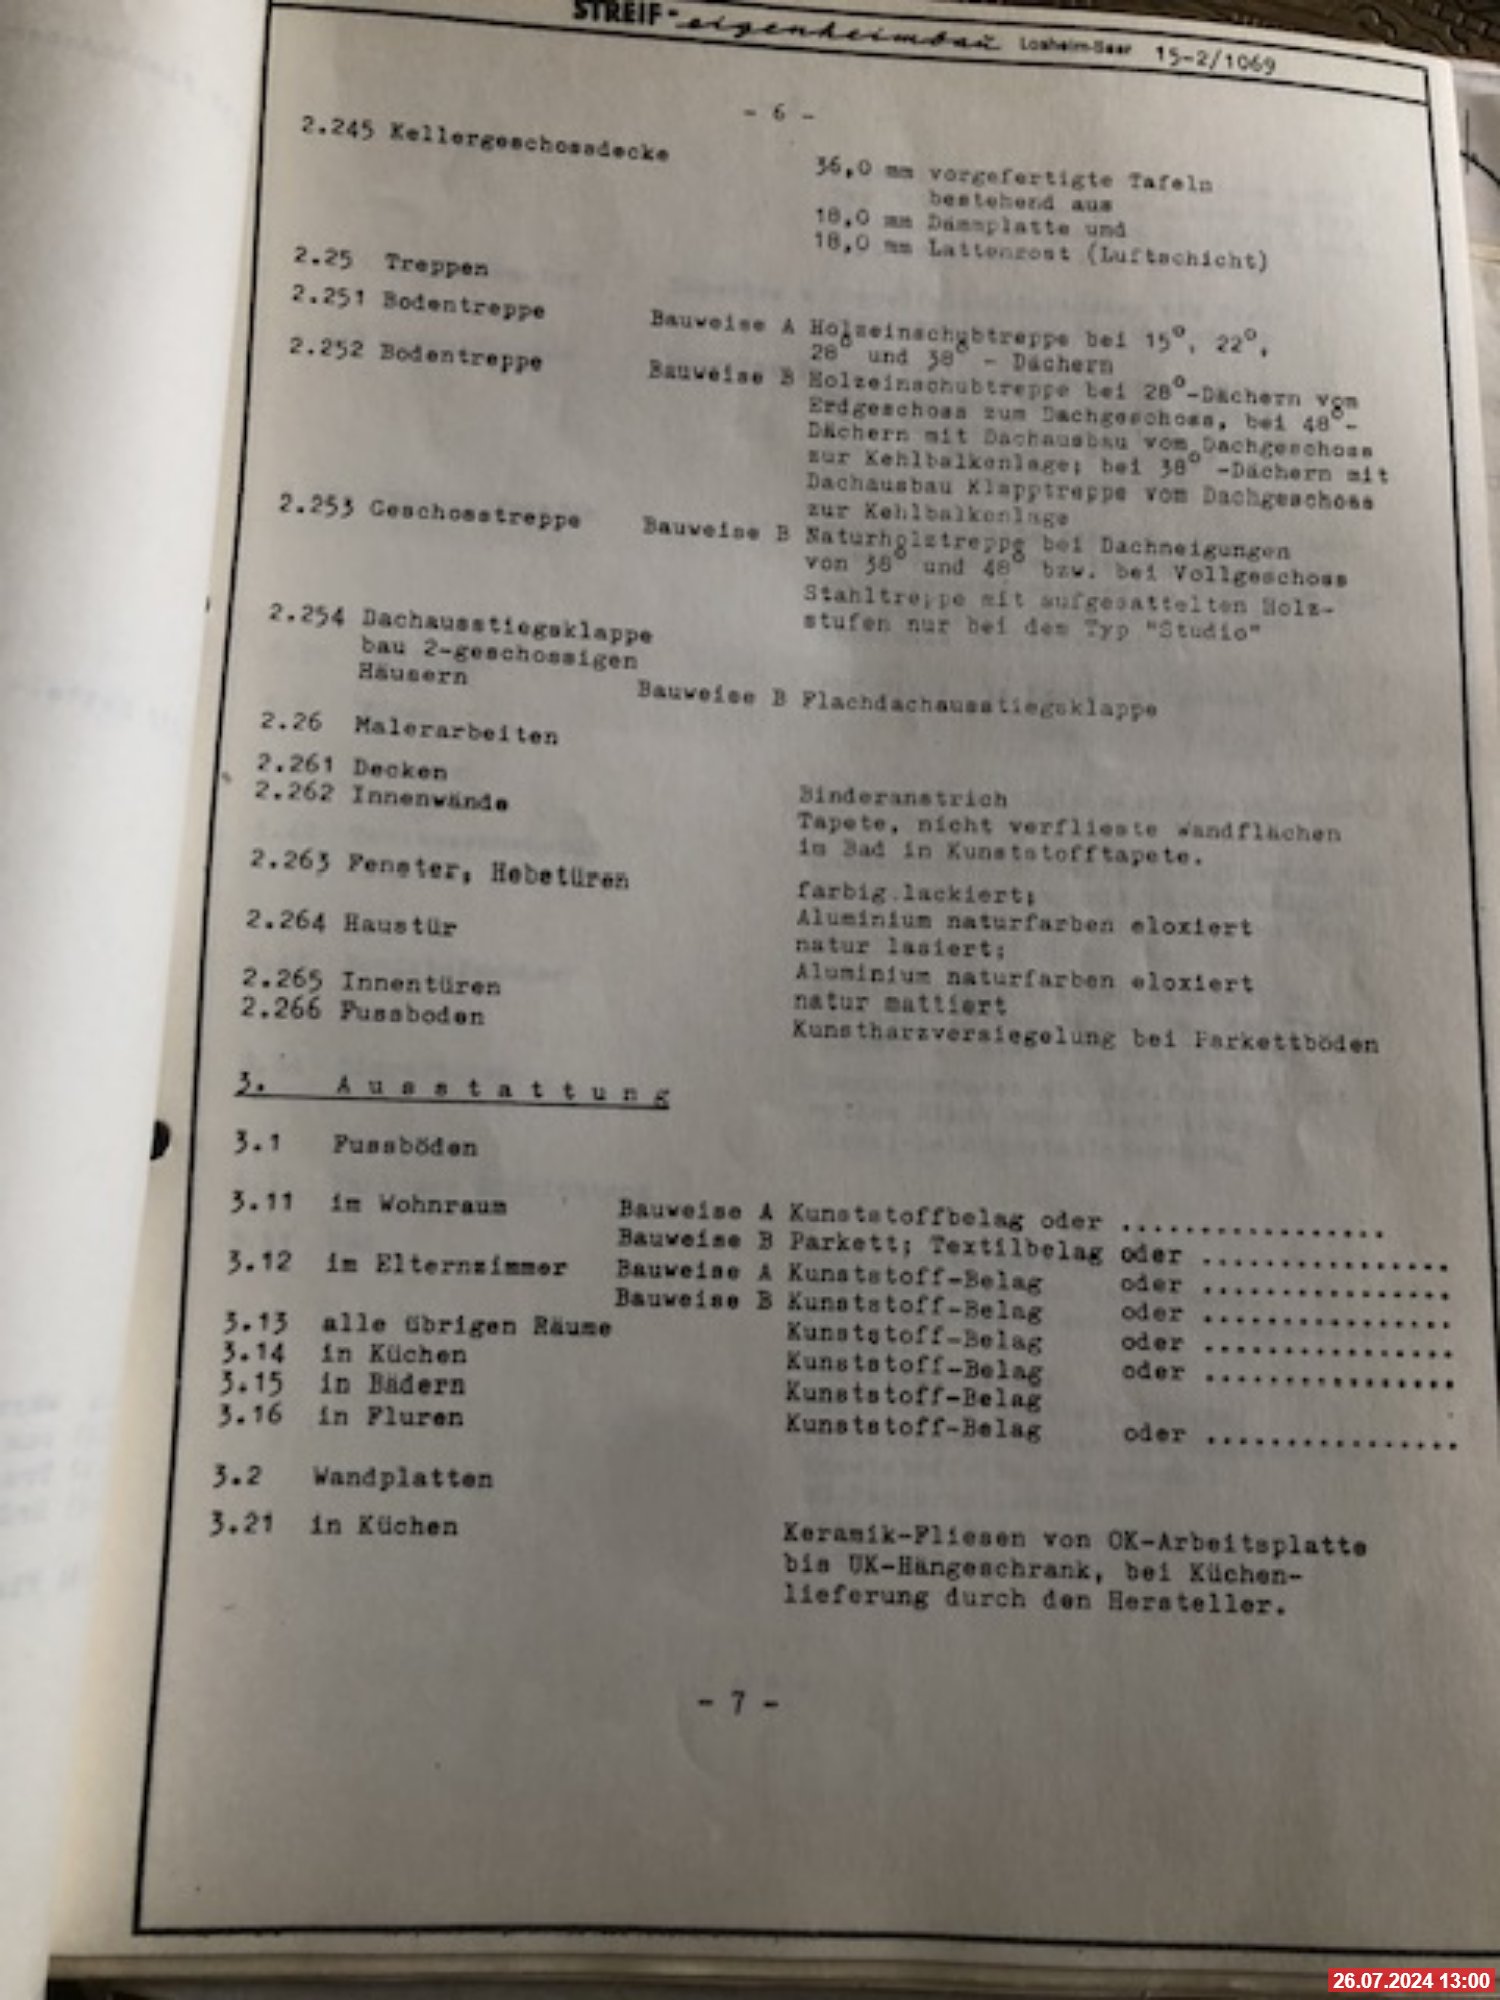 STREIF-eigenheimbau Losheim-Saar 15-2/1069
- 6 -
2.245 Kellergeschossdecke
36,0 mm vorgefertigte Tafeln
bestehend aus
18,0 mm Dämmplatte und
18,0 mm Lattenrost (Luftschicht)
2.25 Treppen
2.251 Bodentreppe Bauweise A Holzeinschubtreppe bei 15°, 22°,
28° und 38° - Dächern
2.252 Bodentreppe Bauweise B Holzeinschubtreppe bei 28°-Dächern vom
Erdgeschoss zum Dachgeschoss, bei 48°-
Dächern mit Dachausbau vom Dachgeschoss
zur Kehlbalkenlage; bei 38° -Dächern mit
Dachausbau Klapptreppe vom Dachgeschoss
zur Kehlbalkenlage
2.253 Geschosstreppe Bauweise B Naturholztreppe bei Dachneigungen
von 38° und 48° bzw. bei Vollgeschoss
Stahltreppe mit aufgesattelten Holz-
stufen nur bei dem Typ "Studio"
2.254 Dachausstiegsklappe
bau 2-geschossigen
Häusern
Bauweise B Flachdachausstiegsklappe
2.26 Malerarbeiten
2.261 Decken
Binderanstrich
2.262 Innenwände
Tapete, nicht verflieste Wandflächen
im Bad in Kunststofftapete.
2.263 Fenster, Hebetüren
farbig lackiert;
Aluminium naturfarben eloxiert
2.264 Haustür
natur lasiert;
Aluminium naturfarben eloxiert
2.265 Innentüren
natur mattiert
2.266 Fussboden
Kunstharzversiegelung bei Parkettböden
3. Ausstattung
3.1 Fussböden
3.11 im Wohnraum Bauweise A Kunststoffbelag oder .................
Bauweise B Parkett; Textilbelag oder ................
3.12 im Elternzimmer Bauweise A Kunststoff-Belag oder ................
Bauweise B Kunststoff-Belag oder ................
3.13 alle übrigen Räume Kunststoff-Belag oder ................
3.14 in Küchen Kunststoff-Belag oder ................
3.15 in Bädern Kunststoff-Belag
3.16 in Fluren Kunststoff-Belag oder ................
3.2 Wandplatten
3.21 in Küchen
Keramik-Fliesen von OK-Arbeitsplatte
bis UK-Hängeschrank, bei Küchen-
lieferung durch den Hersteller.
- 7 -
26.07.2024 13:00